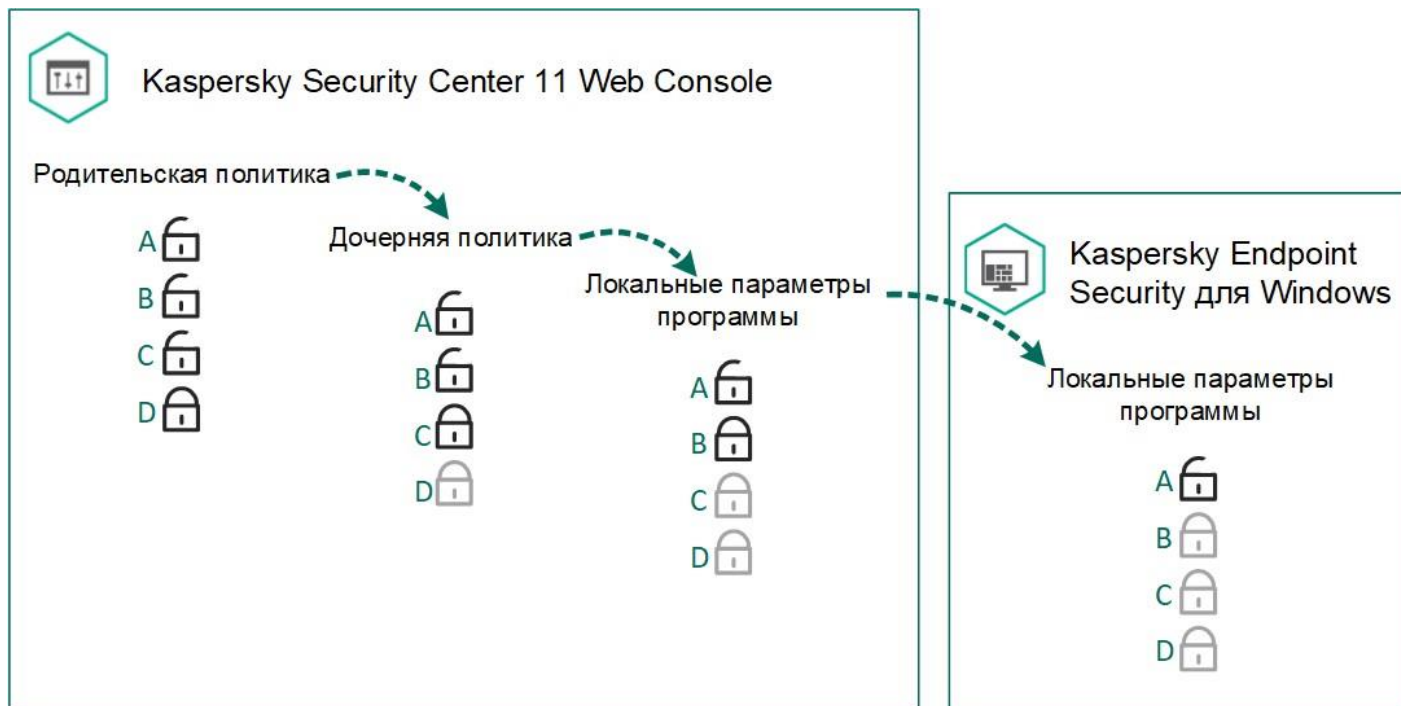 Kaspersky Security Center 11 Web Console
Родительская политика
A
B
C
D
Дочерняя политика
A
B
C
D
Локальные параметры
программы
A
B
C
D
Kaspersky Endpoint
Security для Windows
Локальные параметры
программы
A
B
C
D